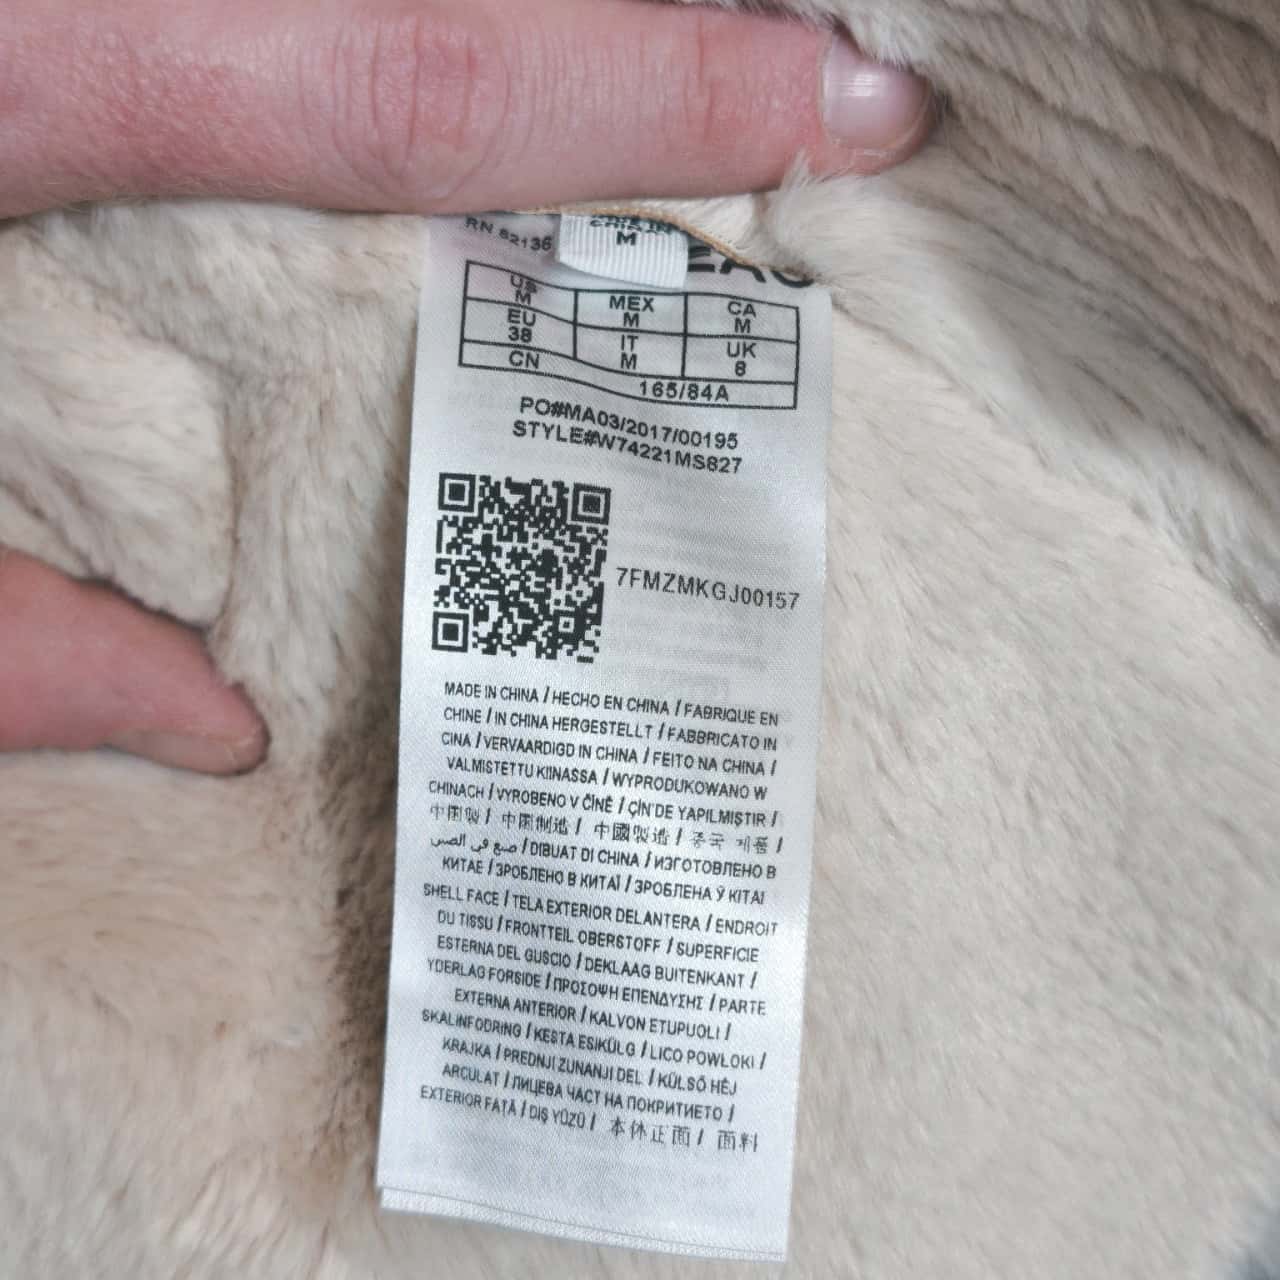 RN 62136
CHINA
M
US
M
MEX
M
CA
M
EU
38
IT
M
UK
8
CN
165/84A
PO#MA03/2017/00195
STYLE#W74221MS827
7FMZMKGJ00157
MADE IN CHINA / HECHO EN CHINA / FABRIQUE EN
CHINE / IN CHINA HERGESTELLT / FABBRICATO IN
CINA / VERVAARDIGD IN CHINA / FEITO NA CHINA /
VALMISTETTU KIINASSA / WYPRODUKOWANO W
CHINACH / VYROBENO V ČÍNĚ / ÇİN'DE YAPILMIŞTIR /
中国製 / 中国制造 / 中國製造 / 중국 제품 /
صنع في الصين / DIBUAT DI CHINA / ИЗГОТОВЛЕНО В
КИТАЕ / ЗРОБЛЕНО В КИТАЇ / ЗРОБЛЕНА Ў КІТАІ
SHELL FACE / TELA EXTERIOR DELANTERA / ENDROIT
DU TISSU / FRONTTEIL OBERSTOFF / SUPERFICIE
ESTERNA DEL GUSCIO / DEKLAAG BUITENKANT /
YDERLAG FORSIDE / ΠΡΟΣΟΨΗ ΕΠΕΝΔΥΣΗΣ / PARTE
EXTERNA ANTERIOR / KALVON ETUPUOLI /
SKALINFODRING / KESTA ESIKÜLG / LICO POWŁOKI /
KRAJKA / PREDNJI ZUNANJI DEL / KÜLSŐ HÉJ
ARCULAT / ЛИЦЕВА ЧАСТ НА ПОКРИТИЕТО /
EXTERIOR FAȚĂ / DIŞ YÜZÜ / 本体正面 / 面料